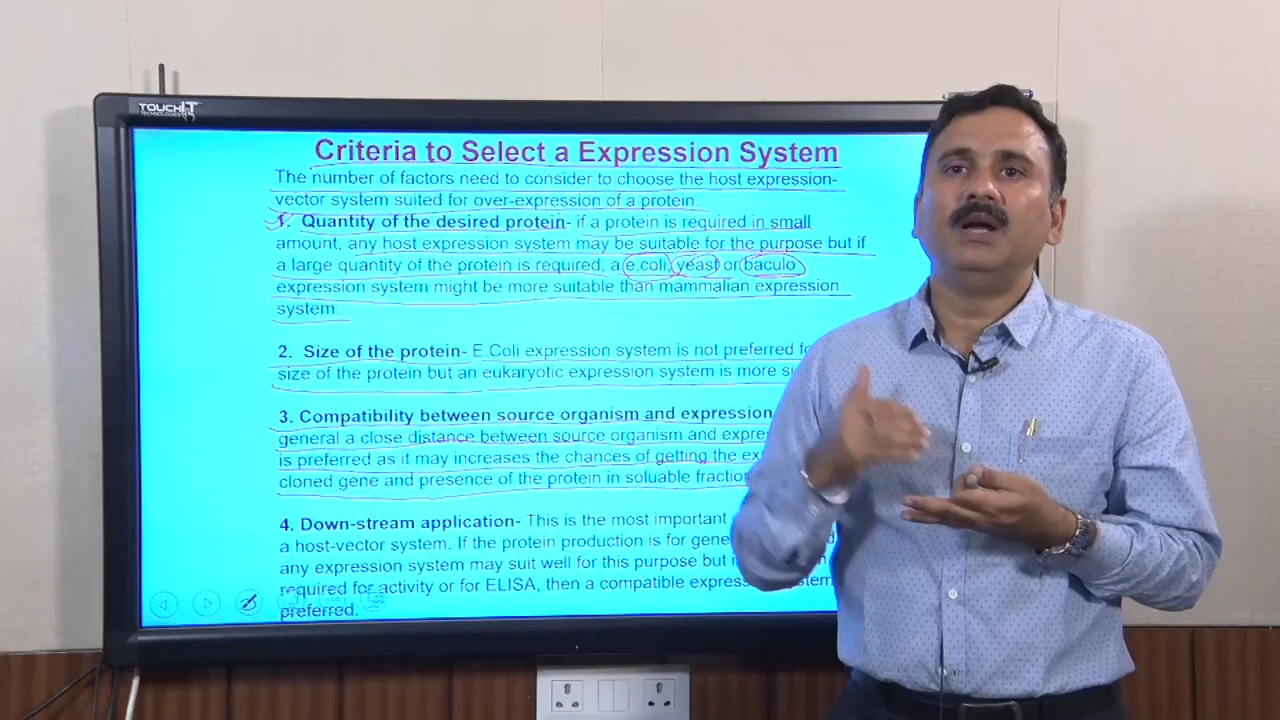 TOUCHIT
TECHNOLOGIES
Criteria to Select a Expression System
The number of factors need to consider to choose the host expression-
vector system suited for over-expression of a protein.
1. Quantity of the desired protein- if a protein is required in small
amount, any host expression system may be suitable for the purpose but if
a large quantity of the protein is required, a e.coli, yeast or baculo
expression system might be more suitable than mammalian expression
system.
2. Size of the protein- E.Coli expression system is not preferred
size of the protein but an eukaryotic expression system is more
3. Compatibility between source organism and expression
general a close distance between source organism and
is preferred as it may increases the chances of getting the
cloned gene and presence of the protein in soluable
4. Down-stream application- This is the most important
a host-vector system. If the protein production is for
any expression system may suit well for this purpose but
required for activity or for ELISA, then a compatible
preferred.